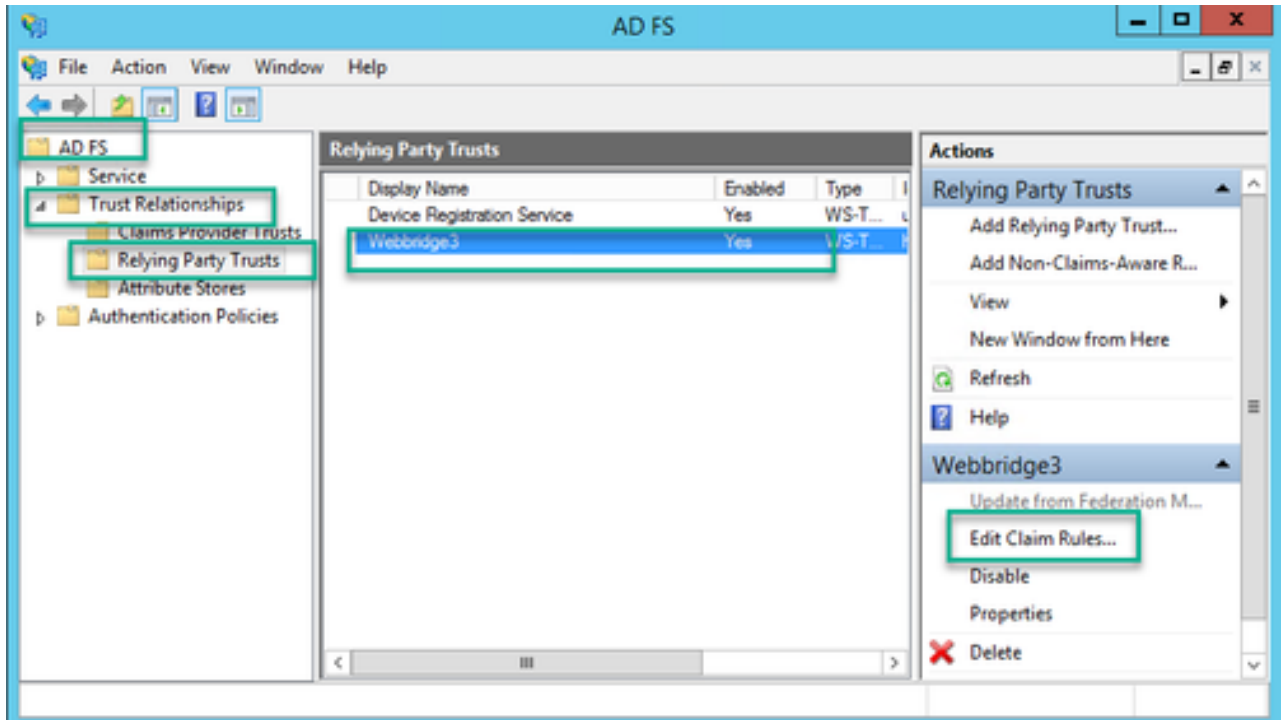 AD FS
File Action View Window Help
AD FS
Service
Trust Relationships
Claims Provider Trusts
Relying Party Trusts
Attribute Stores
Authentication Policies
Relying Party Trusts
Display Name Enabled Type
Device Registration Service Yes WS-T...
Webbridge3 Yes WS-T...
Actions
Relying Party Trusts
Add Relying Party Trust...
Add Non-Claims-Aware R...
View
New Window from Here
Refresh
Help
Webbridge3
Update from Federation M...
Edit Claim Rules...
Disable
Properties
Delete